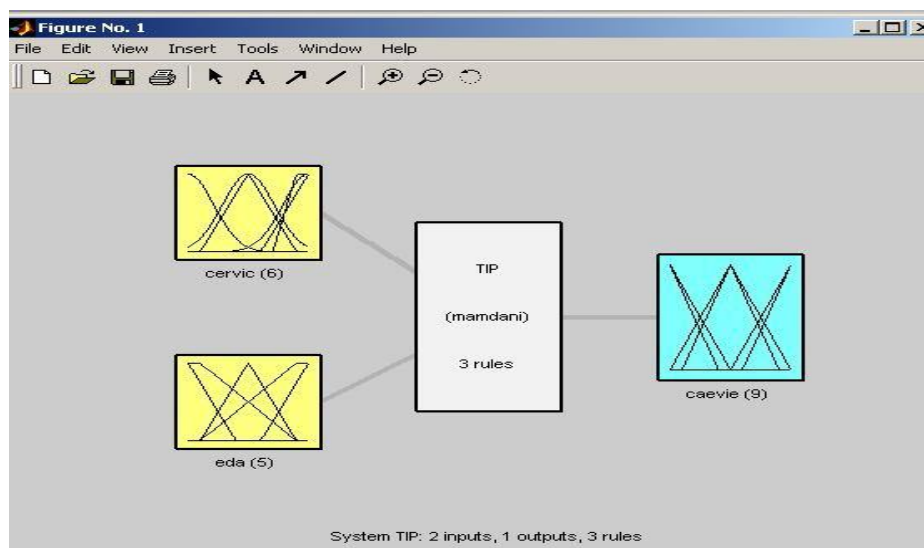 Figure No. 1
File Edit View Insert Tools Window Help
A
cervic (6)
TIP
(mamdani)
3 rules
caevie (9)
eda (5)
System TIP: 2 inputs, 1 outputs, 3 rules